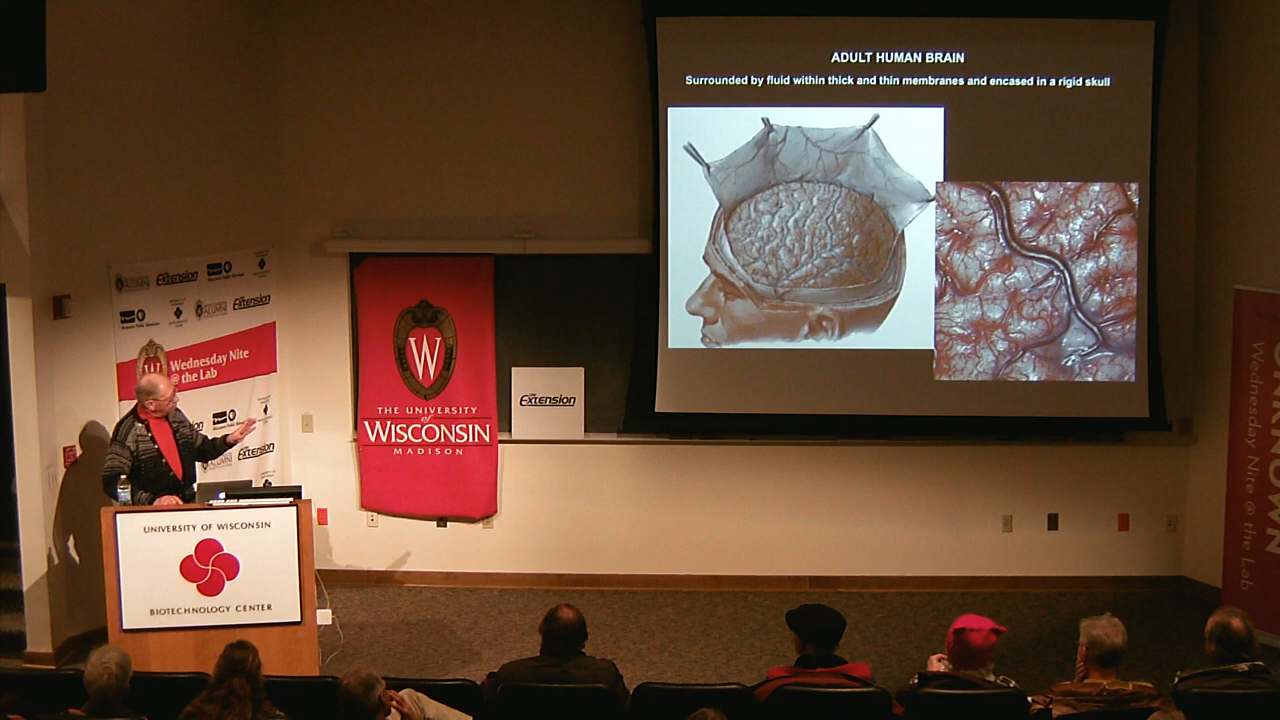 ADULT HUMAN BRAIN
Surrounded by fluid within thick and thin membranes and encased in a rigid skull
Extension
Extension
Wednesday Nite
@ the Lab
Extension
W
THE UNIVERSITY
of
WISCONSIN
MADISON
Extension
UNIVERSITY OF WISCONSIN
BIOTECHNOLOGY CENTER
Wednesday Nite @ the Lab